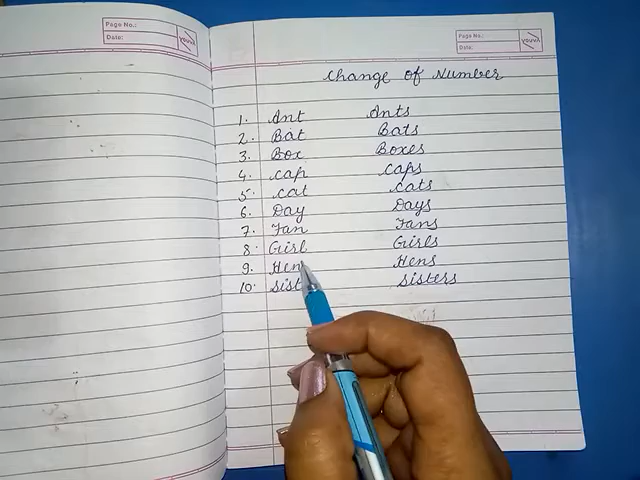 Page No.:
Date:
YOUVA
Page No.:
Date:
YOUVA
Change of Number
1. Ant Ants
2. Bat Bats
3. Box Boxes
4. Cap Caps
5. Cat Cats
6. Day Days
7. Fan Fans
8. Girl Girls
9. Hen Hens
10. Sist Sisters